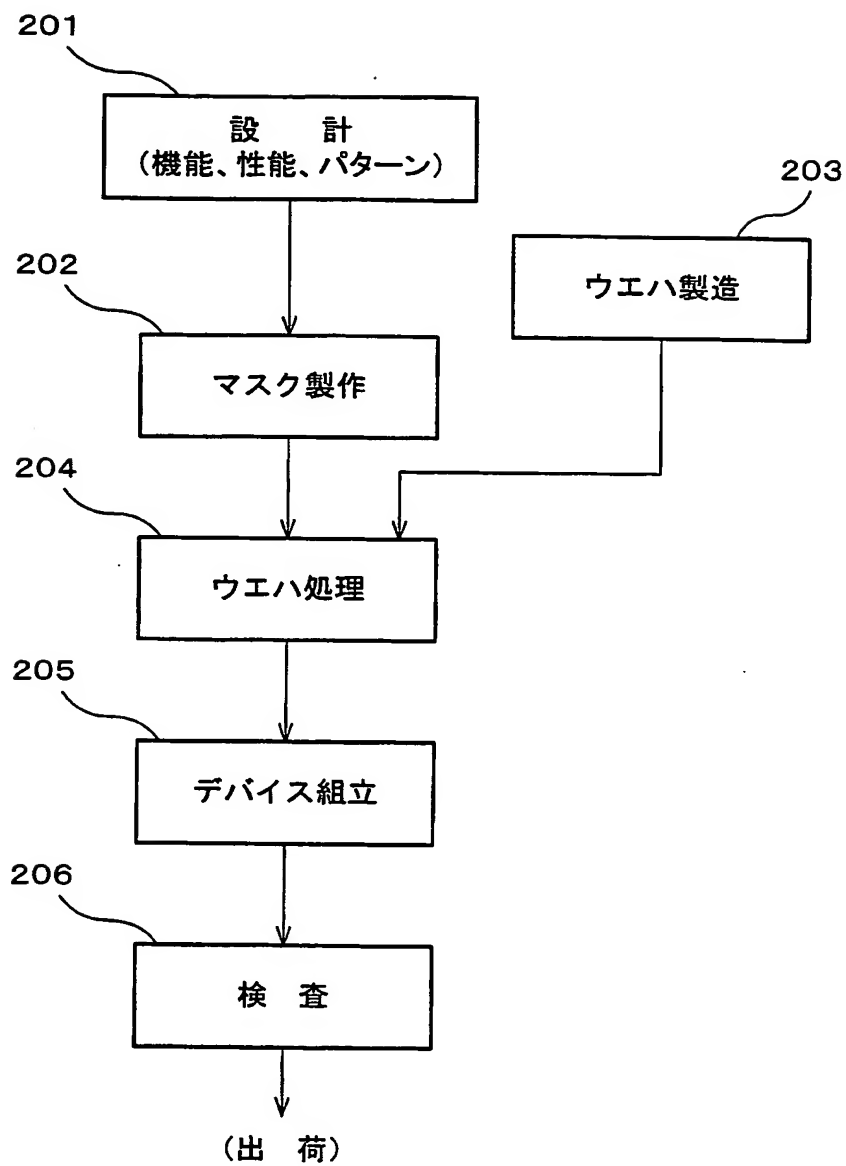 201
設 計
(機能、性能、パターン)
203
ウエハ製造
202
マスク製作
204
ウエハ処理
205
デバイス組立
206
検 査
(出 荷)